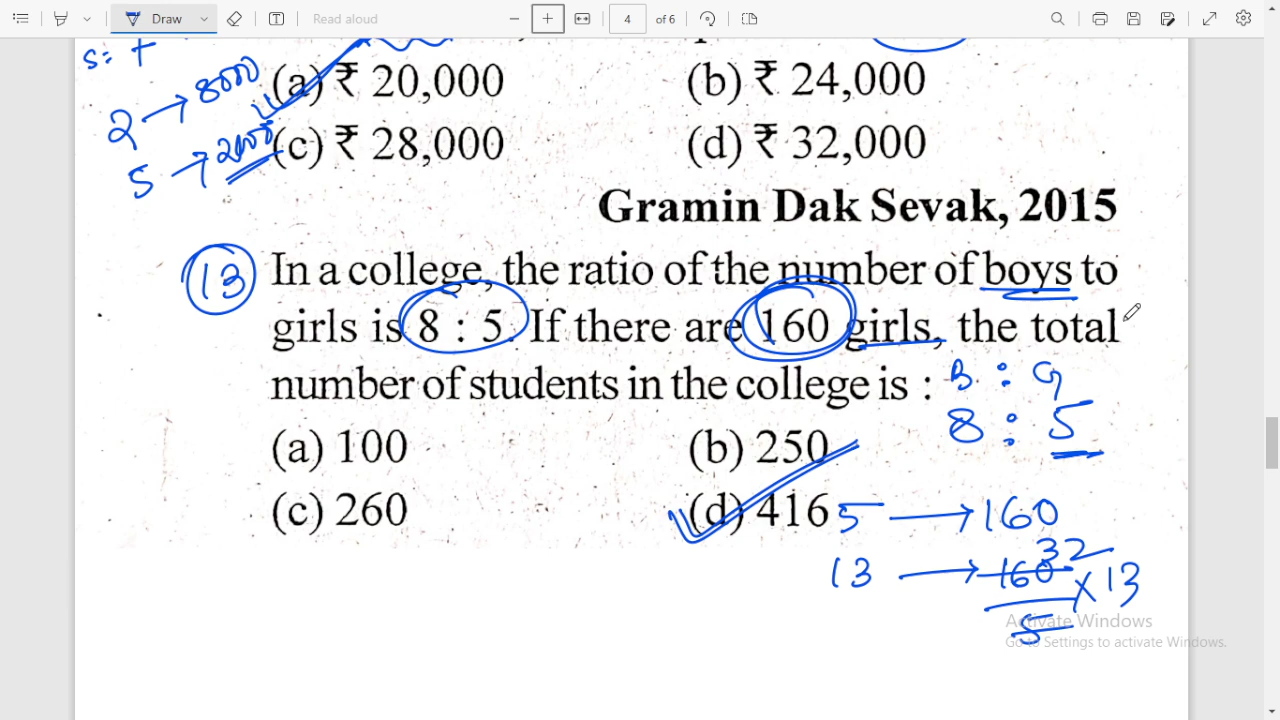 Draw
Read aloud
4 of 6
s: +
(a) ₹ 20,000
(b) ₹ 24,000
2 → 8000
(c) ₹ 28,000
(d) ₹ 32,000
5 →
Gramin Dak Sevak, 2015
13 In a college, the ratio of the number of boys to
girls is 8 : 5. If there are 160 girls, the total
number of students in the college is :
B : G
8 : 5
(a) 100
(b) 250
(c) 260
(d) 416
5 → 160
32
13 → 160 × 13
5
Activate Windows
Go to Settings to activate Windows.